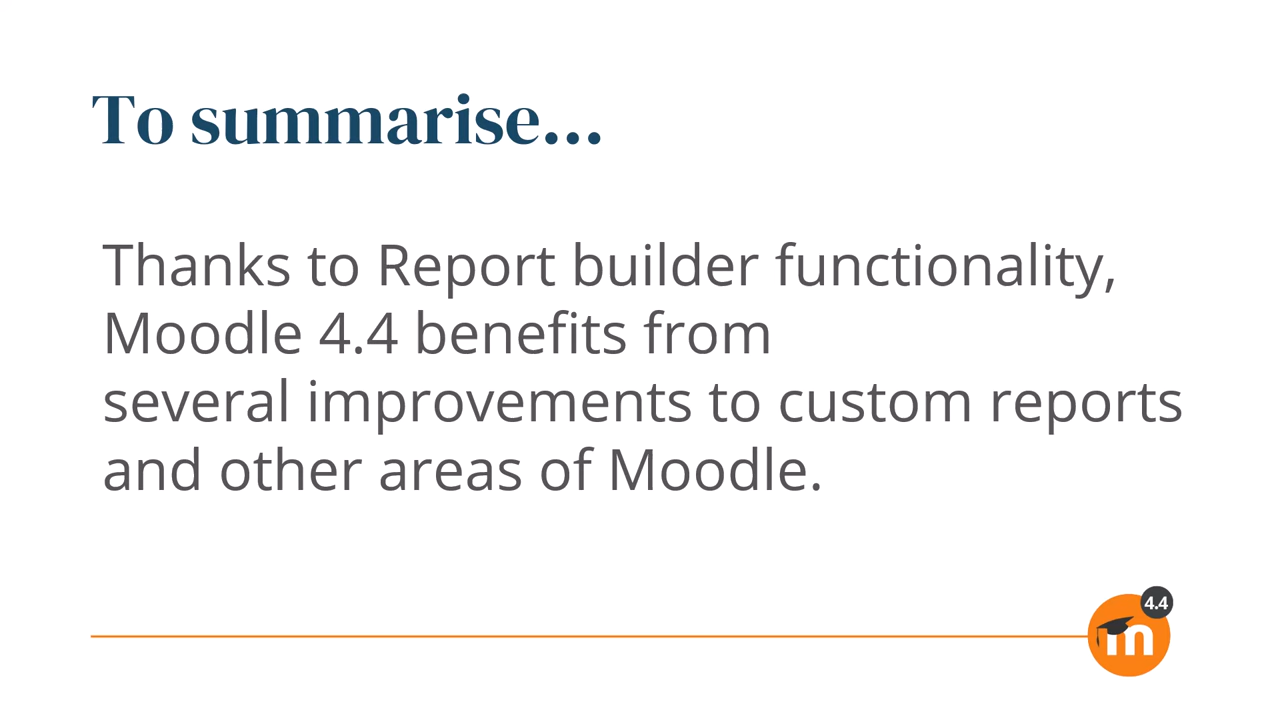 To summarise...
Thanks to Report builder functionality,
Moodle 4.4 benefits from
several improvements to custom reports
and other areas of Moodle.
4.4
m